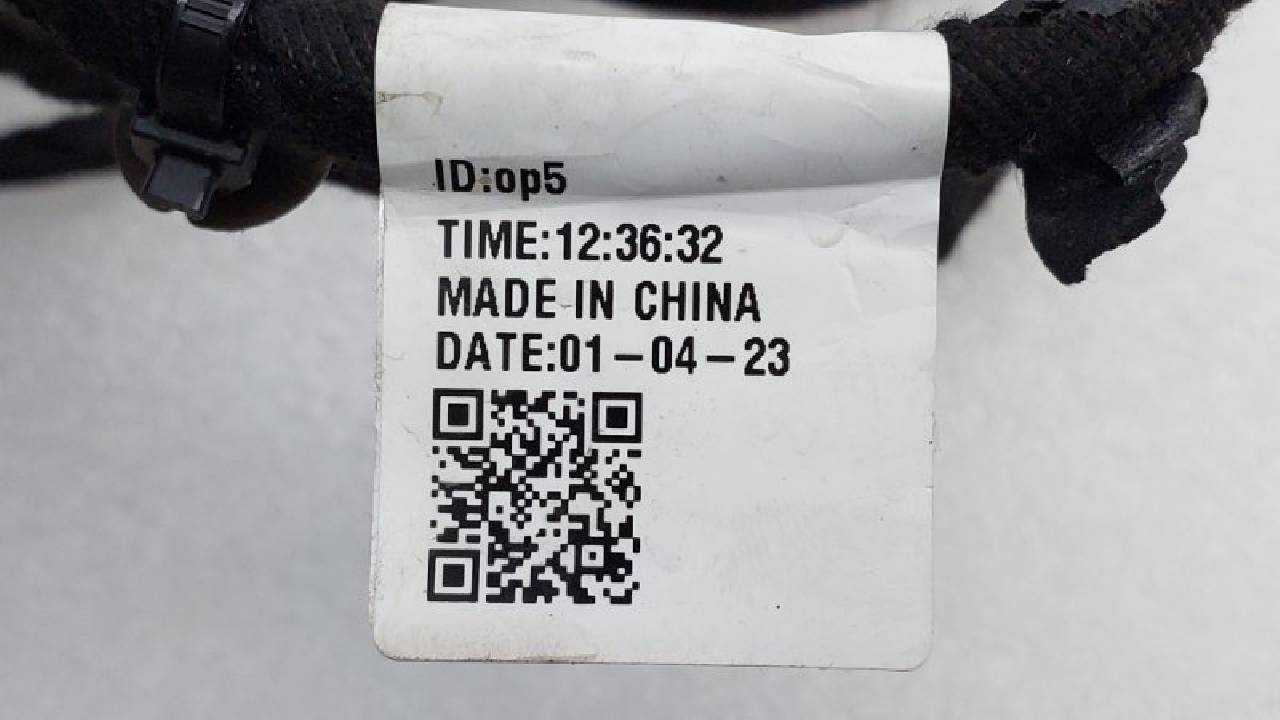 ID:op5
TIME:12:36:32
MADE IN CHINA
DATE:01-04-23